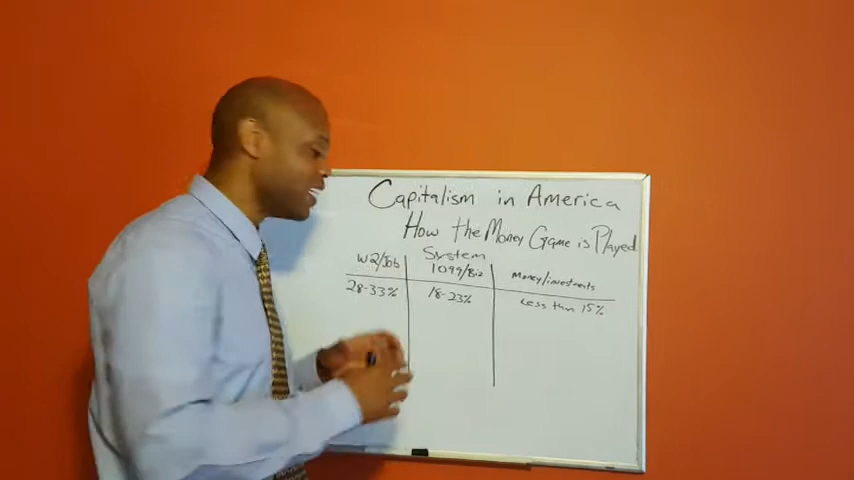 Capitalism in America
How the Money Game is Played
System
W2/Job 1099/Biz Money/investments
28-33% 18-23% Less than 15%